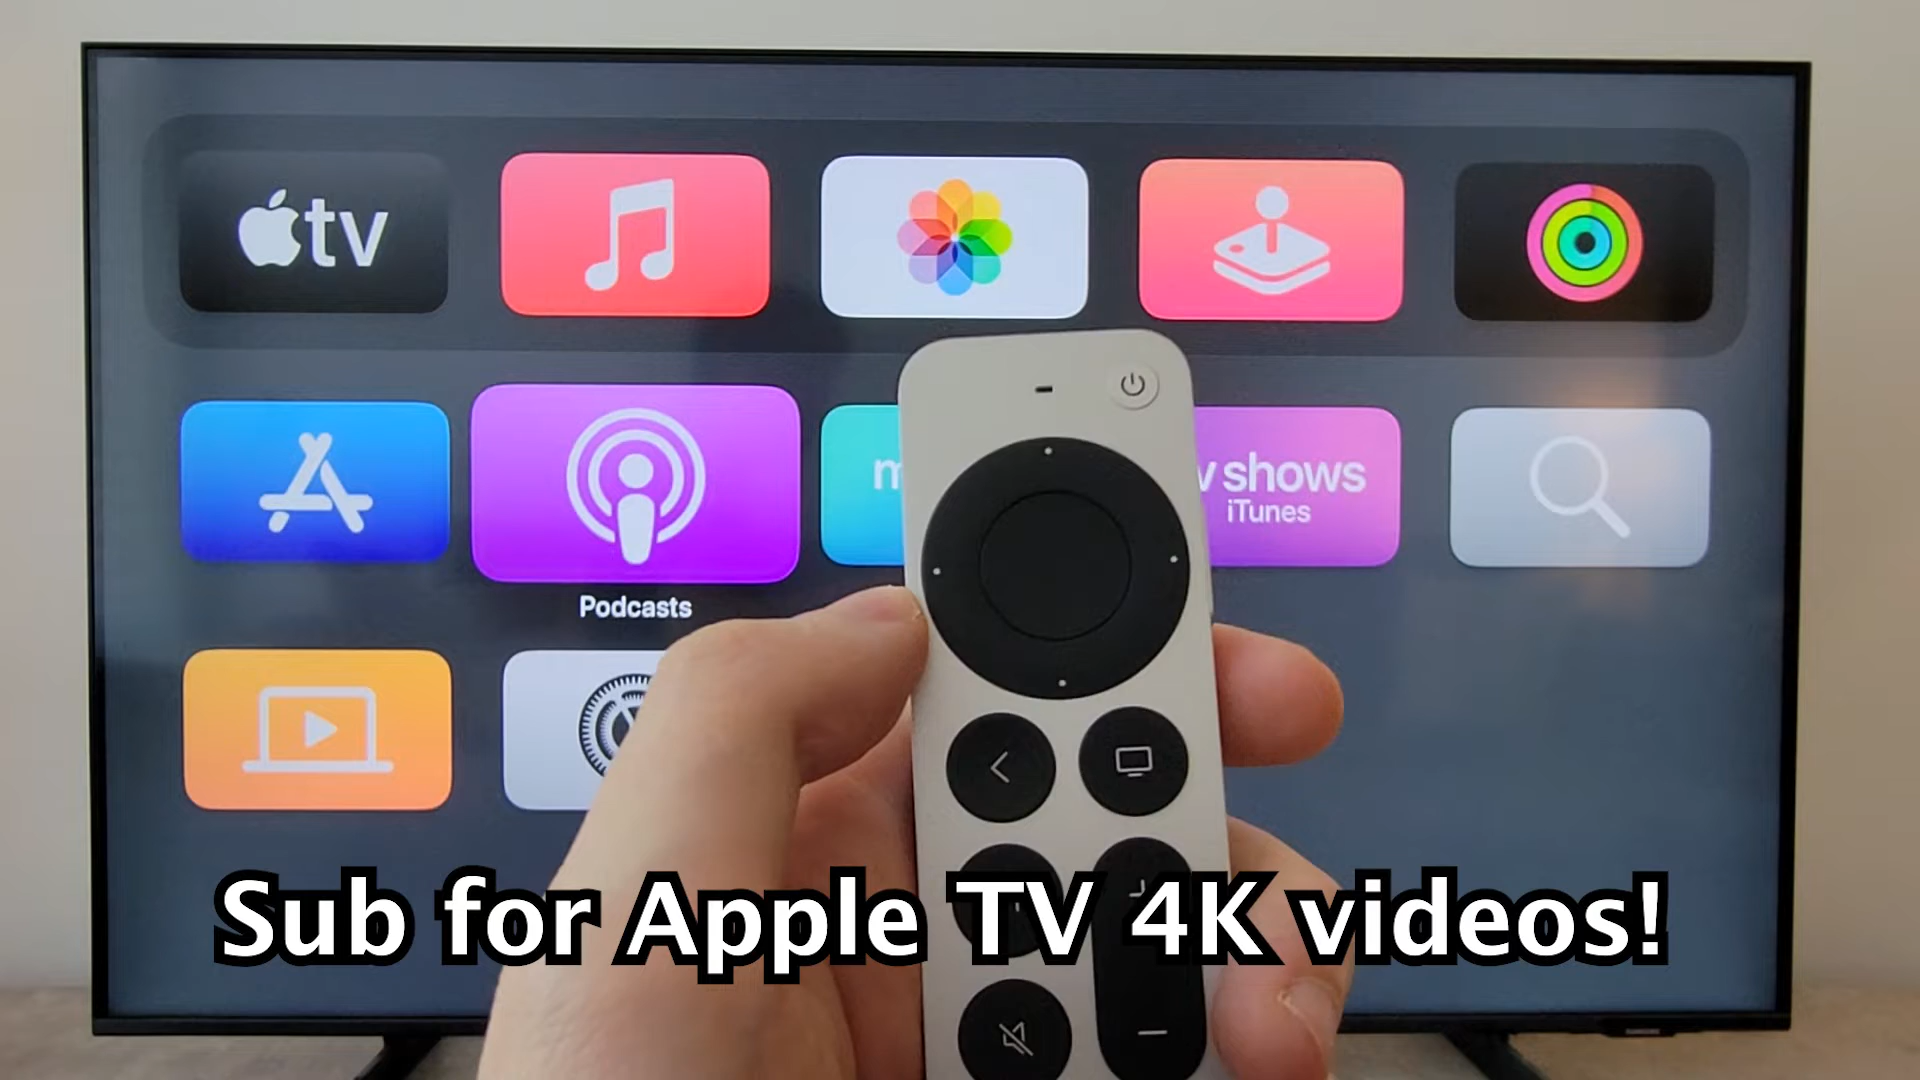 tv
v shows
iTunes
Podcasts
Sub for Apple TV 4K videos!